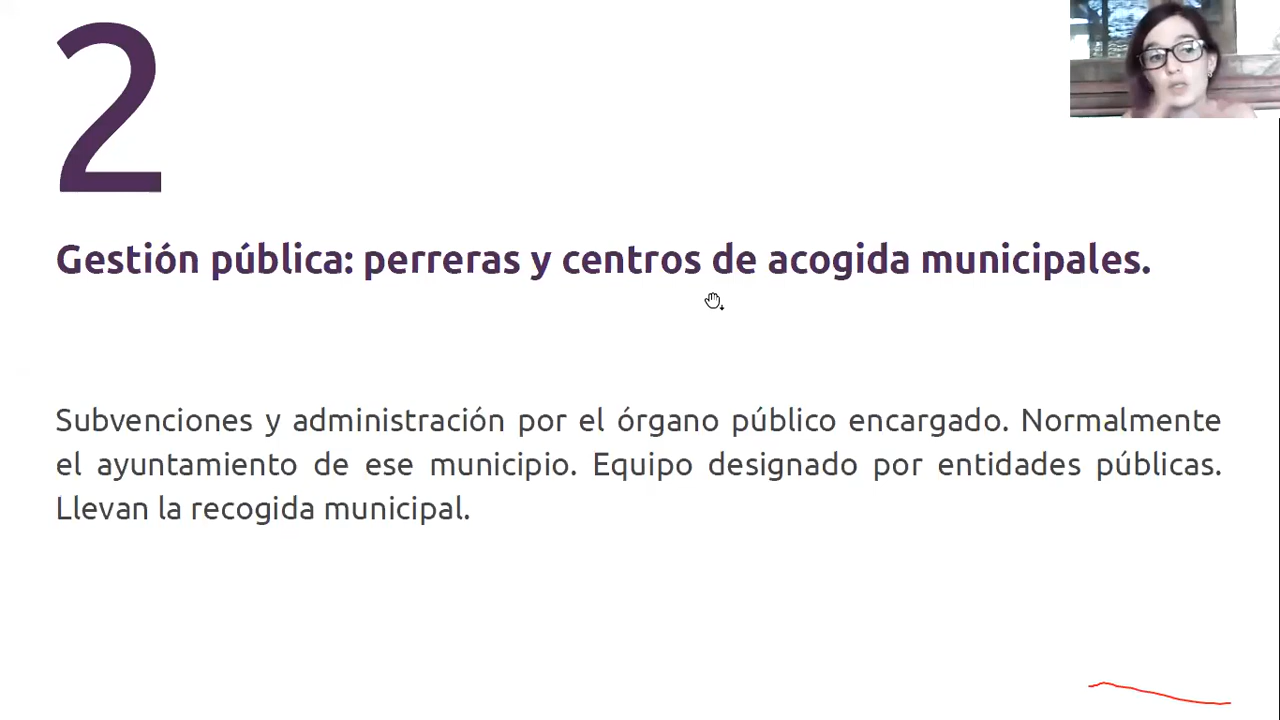 2
Gestión pública: perreras y centros de acogida municipales.
Subvenciones y administración por el órgano público encargado. Normalmente
el ayuntamiento de ese municipio. Equipo designado por entidades públicas.
Llevan la recogida municipal.